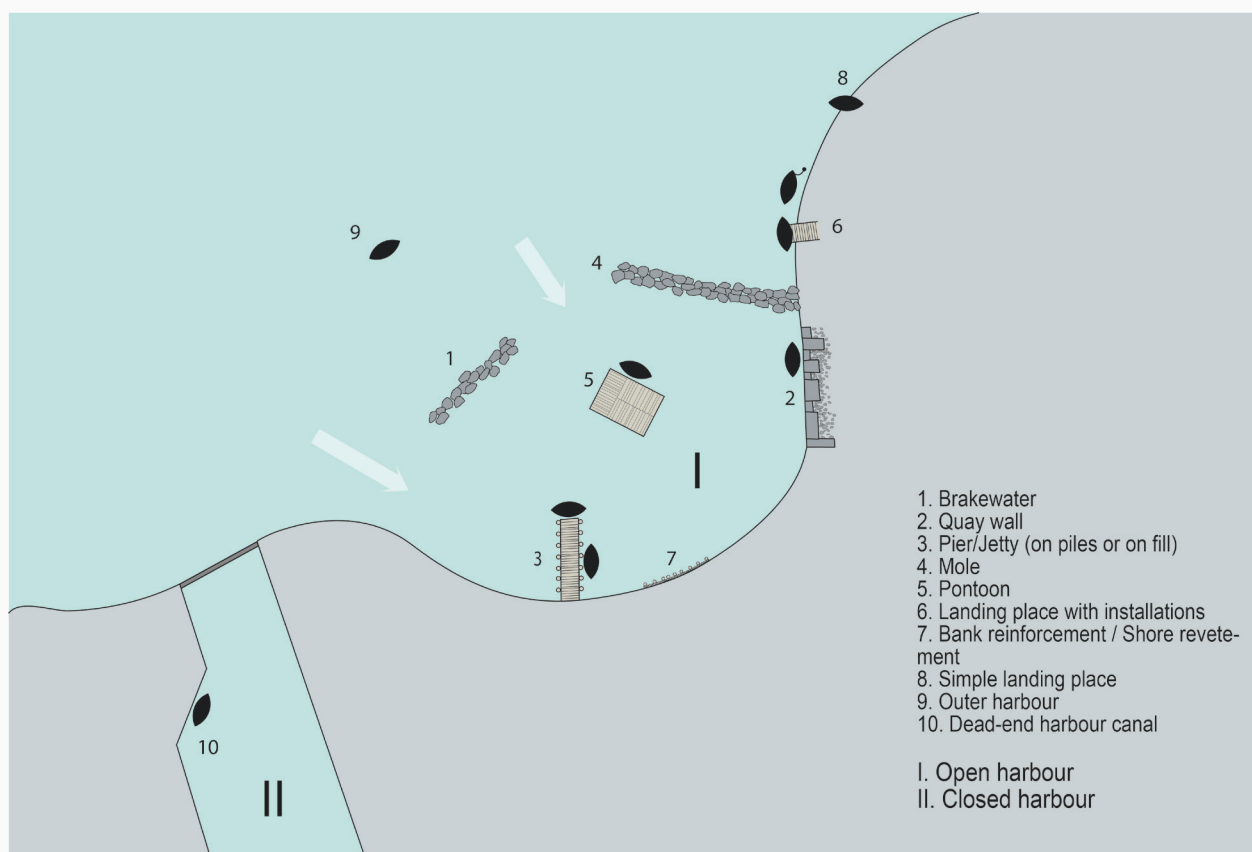 8
9
6
4
1
5
2
I
3
7
10
II
1. Brakewater
2. Quay wall
3. Pier/Jetty (on piles or on fill)
4. Mole
5. Pontoon
6. Landing place with installations
7. Bank reinforcement / Shore revete-
ment
8. Simple landing place
9. Outer harbour
10. Dead-end harbour canal
I. Open harbour
II. Closed harbour